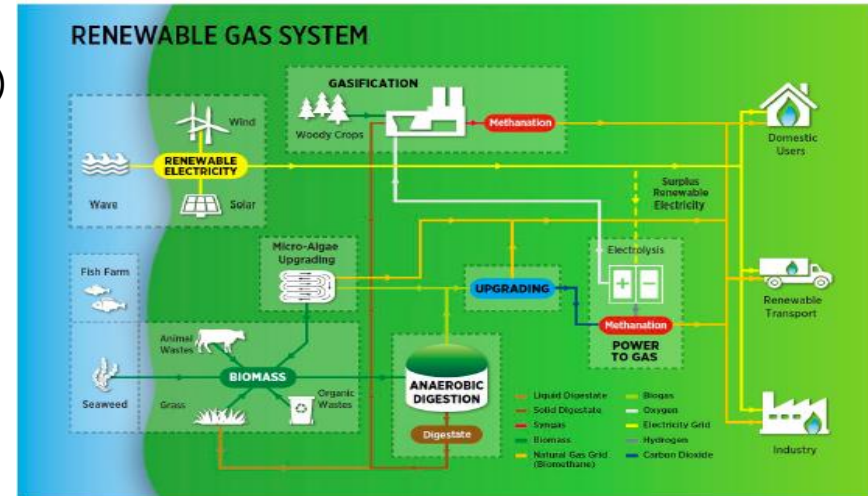 )
RENEWABLE GAS SYSTEM
GASIFICATION
Woody Crops
Methanation
Wind
RENEWABLE
ELECTRICITY
Wave
Solar
Domestic
Users
Surplus
Renewable
Electricity
Micro-Algae
Upgrading
Electrolysis
+ −
UPGRADING
Methanation
POWER
TO GAS
Renewable
Transport
Fish Farm
Seaweed
Animal
Wastes
BIOMASS
Grass
Organic
Wastes
ANAEROBIC
DIGESTION
Digestate
Liquid Digestate
Solid Digestate
Syngas
Biomass
Natural Gas Grid
(Biomethane)
Biogas
Oxygen
Electricity Grid
Hydrogen
Carbon Dioxide
Industry